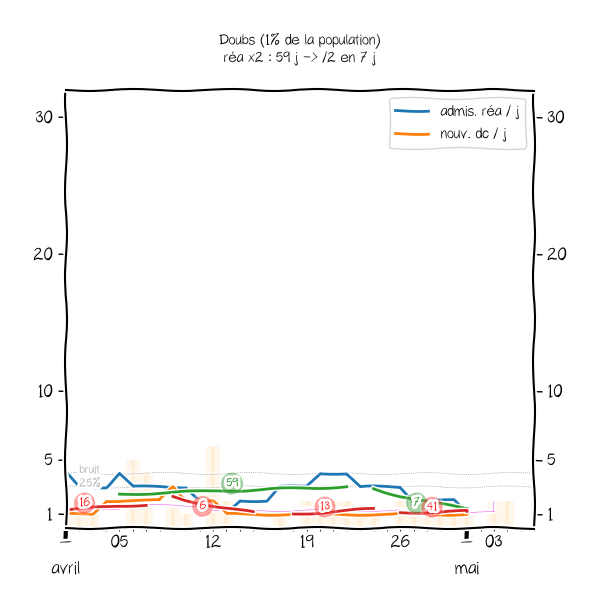 Doubs (1% de la population)
réa x2 : 59 j -> /2 en 7 j
admis. réa / j
nouv. dc / j
30 30
20 20
10 10
5 5
1 1
bruit
25%
59
16 6 13 7 41
05 12 19 26 03
avril mai